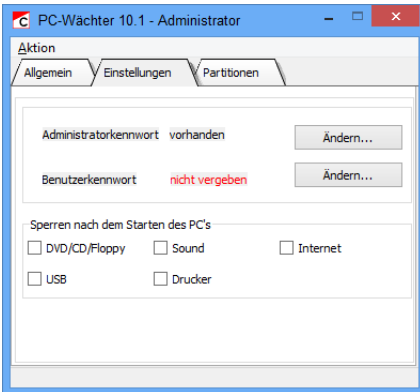 PC-Wächter 10.1 - Administrator
Aktion
Allgemein Einstellungen Partitionen
Administratorkennwort vorhanden Ändern...
Benutzerkennwort nicht vergeben Ändern...
Sperren nach dem Starten des PC's
DVD/CD/Floppy Sound Internet
USB Drucker